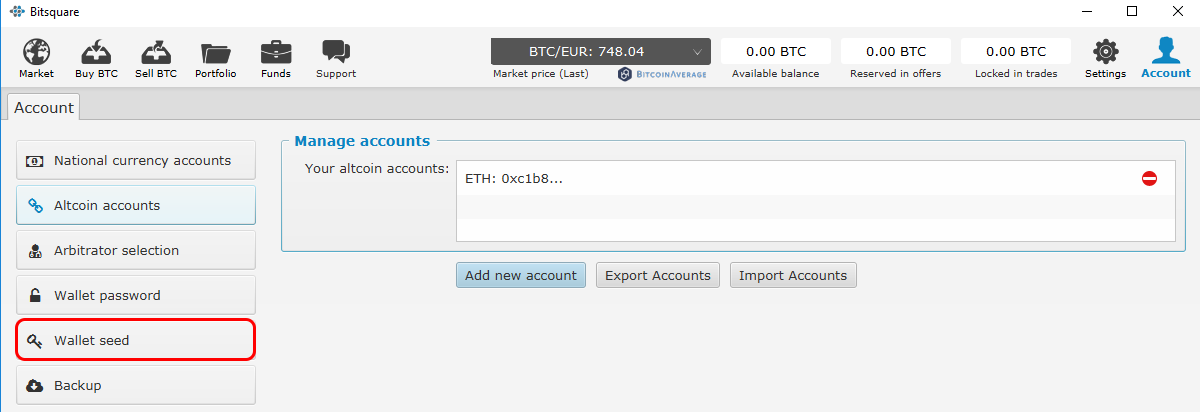 Bitsquare
Market
Buy BTC
Sell BTC
Portfolio
Funds
Support
BTC/EUR: 748.04
Market price (Last)
BITCOINAVERAGE
0.00 BTC
Available balance
0.00 BTC
Reserved in offers
0.00 BTC
Locked in trades
Settings
Account
Account
National currency accounts
Altcoin accounts
Arbitrator selection
Wallet password
Wallet seed
Backup
Manage accounts
Your altcoin accounts:
ETH: 0xc1b8...
Add new account
Export Accounts
Import Accounts